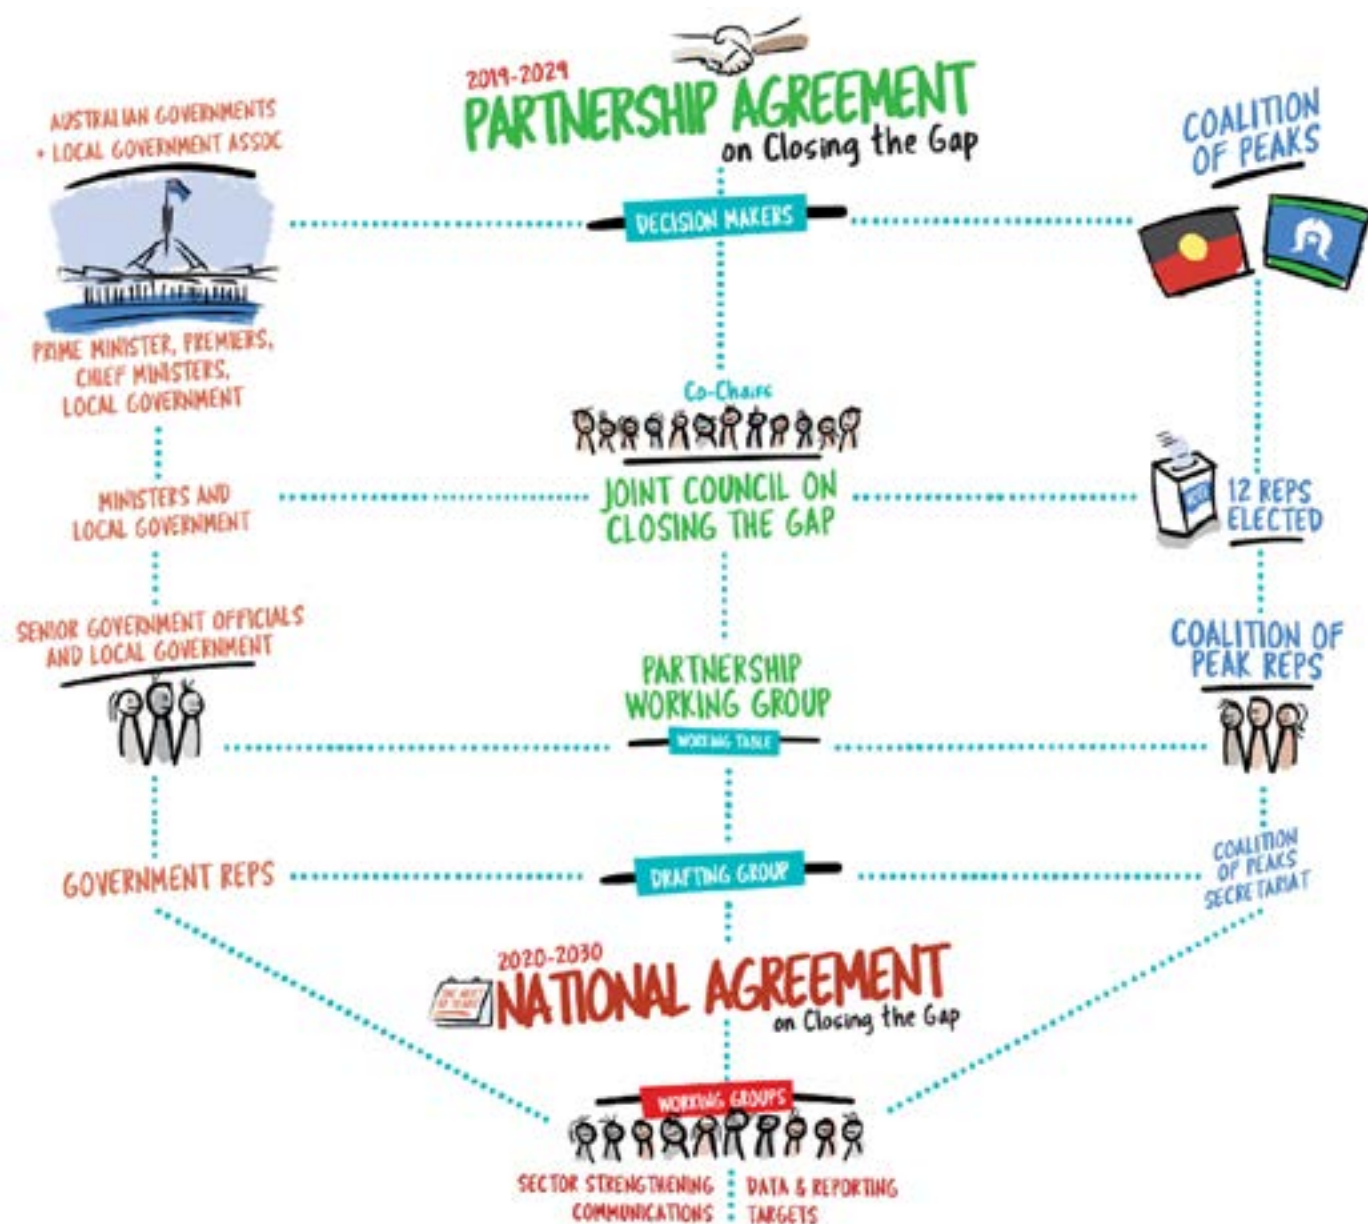 2019-2029
PARTNERSHIP AGREEMENT
on Closing the Gap
AUSTRALIAN GOVERNMENTS
+ LOCAL GOVERNMENT ASSOC
COALITION
OF PEAKS
DECISION MAKERS
PRIME MINISTER, PREMIERS,
CHIEF MINISTERS,
LOCAL GOVERNMENT
Co-Chairs
MINISTERS AND
LOCAL GOVERNMENT
JOINT COUNCIL ON
CLOSING THE GAP
12 REPS
ELECTED
SENIOR GOVERNMENT OFFICIALS
AND LOCAL GOVERNMENT
PARTNERSHIP
WORKING GROUP
WORKING TABLE
COALITION OF
PEAK REPS
GOVERNMENT REPS
DRAFTING GROUP
COALITION
OF PEAKS
SECRETARIAT
2020-2030
THE NEXT
10 YEARS
NATIONAL AGREEMENT
on Closing the Gap
WORKING GROUPS
SECTOR STRENGTHENING
COMMUNICATIONS
DATA & REPORTING
TARGETS